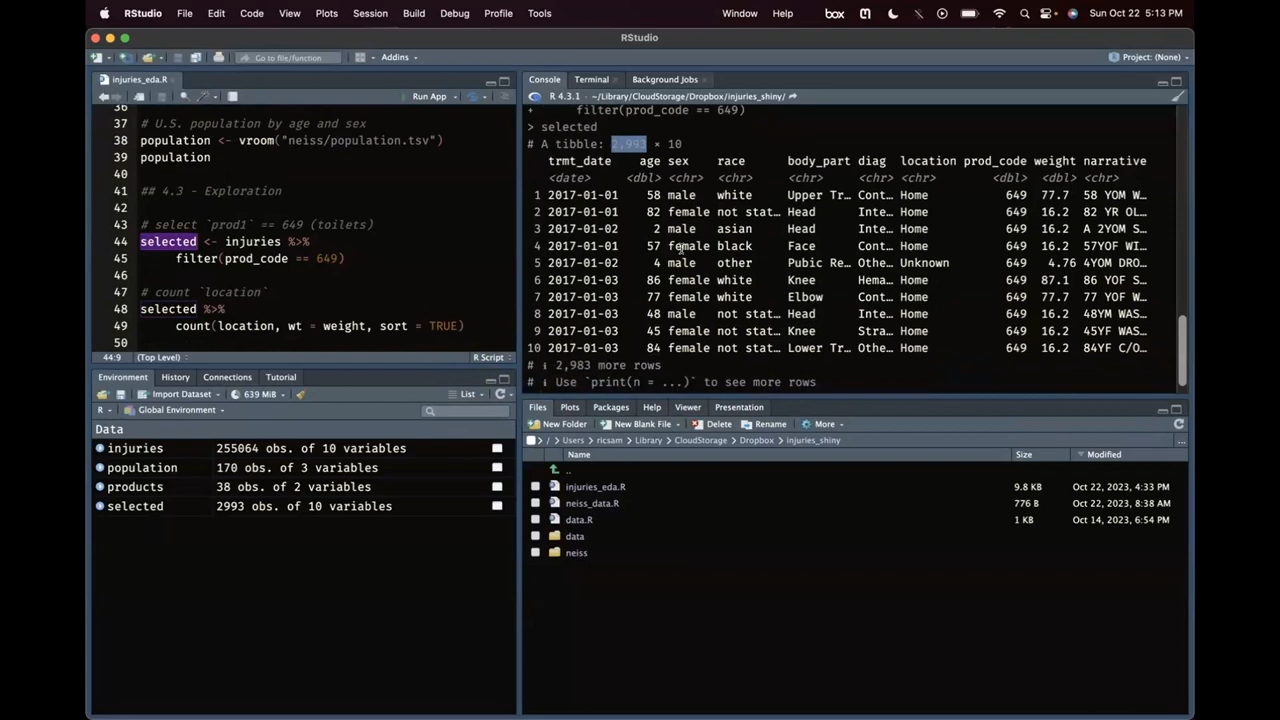 RStudio File Edit Code View Plots Session Build Debug Profile Tools Window Help box Sun Oct 22 5:13 PM
RStudio
Go to file/function Addins Project: (None)
injuries_eda.R
Run App
36
37 # U.S. population by age and sex
38 population <- vroom("neiss/population.tsv")
39 population
40
41 ## 4.3 - Exploration
42
43 # select `prod1` == 649 (toilets)
44 selected <- injuries %>%
45 filter(prod_code == 649)
46
47 # count `location`
48 selected %>%
49 count(location, wt = weight, sort = TRUE)
50
44:9 (Top Level) R Script
Environment History Connections Tutorial
Import Dataset 639 MiB List
R Global Environment
Data
injuries 255064 obs. of 10 variables
population 170 obs. of 3 variables
products 38 obs. of 2 variables
selected 2993 obs. of 10 variables
Console Terminal Background Jobs
R 4.3.1 · ~/Library/CloudStorage/Dropbox/injuries_shiny/
+ filter(prod_code == 649)
> selected
# A tibble: 2,993 × 10
trmt_date age sex race body_part diag location prod_code weight narrative
<date> <dbl> <chr> <chr> <chr> <chr> <chr> <dbl> <dbl> <chr>
1 2017-01-01 58 male white Upper Tr… Cont… Home 649 77.7 58 YOM W…
2 2017-01-01 82 female not stat… Head Inte… Home 649 16.2 82 YR OL…
3 2017-01-02 2 male asian Head Inte… Home 649 16.2 A 2YOM S…
4 2017-01-01 57 female black Face Cont… Home 649 16.2 57YOF WI…
5 2017-01-02 4 male other Pubic Re… Inte… Unknown 649 4.76 4YOM DRO…
6 2017-01-03 86 female white Knee Hema… Home 649 87.1 86 YOF S…
7 2017-01-03 77 female white Elbow Cont… Home 649 16.2 77 YOF W…
8 2017-01-03 48 male not stat… Head Inte… Home 649 16.2 48YM WAS…
9 2017-01-03 45 female not stat… Knee Stra… Home 649 16.2 45YF WAS…
10 2017-01-03 84 female not stat… Lower Tr… Othe… Home 649 16.2 84YF C/O…
# ℹ 2,983 more rows
# ℹ Use `print(n = ...)` to see more rows
Files Plots Packages Help Viewer Presentation
New Folder New Blank File Delete Rename More
/ Users ricsam Library CloudStorage Dropbox injuries_shiny
Name Size Modified
..
injuries_eda.R 9.8 KB Oct 22, 2023, 4:33 PM
neiss_data.R 776 B Oct 22, 2023, 8:38 AM
data.R 1 KB Oct 14, 2023, 6:54 PM
data
neiss